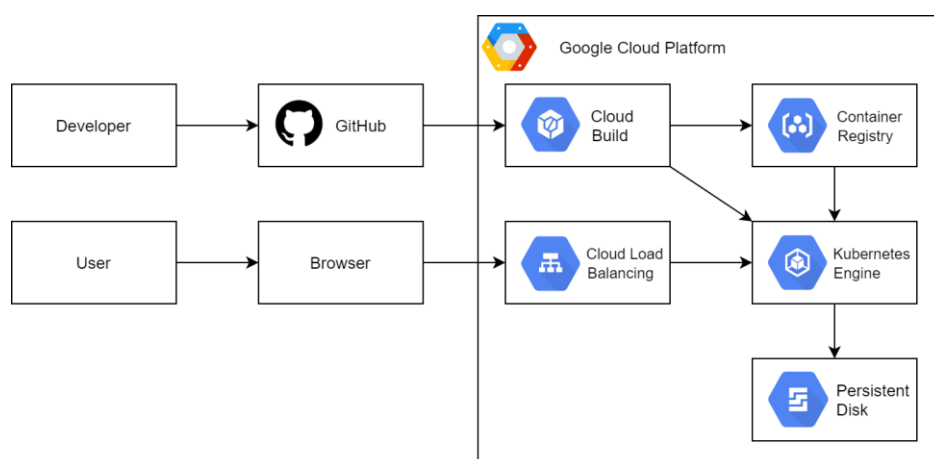 Google Cloud Platform
Developer
GitHub
Cloud
Build
Container
Registry
User
Browser
Cloud Load
Balancing
Kubernetes
Engine
Persistent
Disk